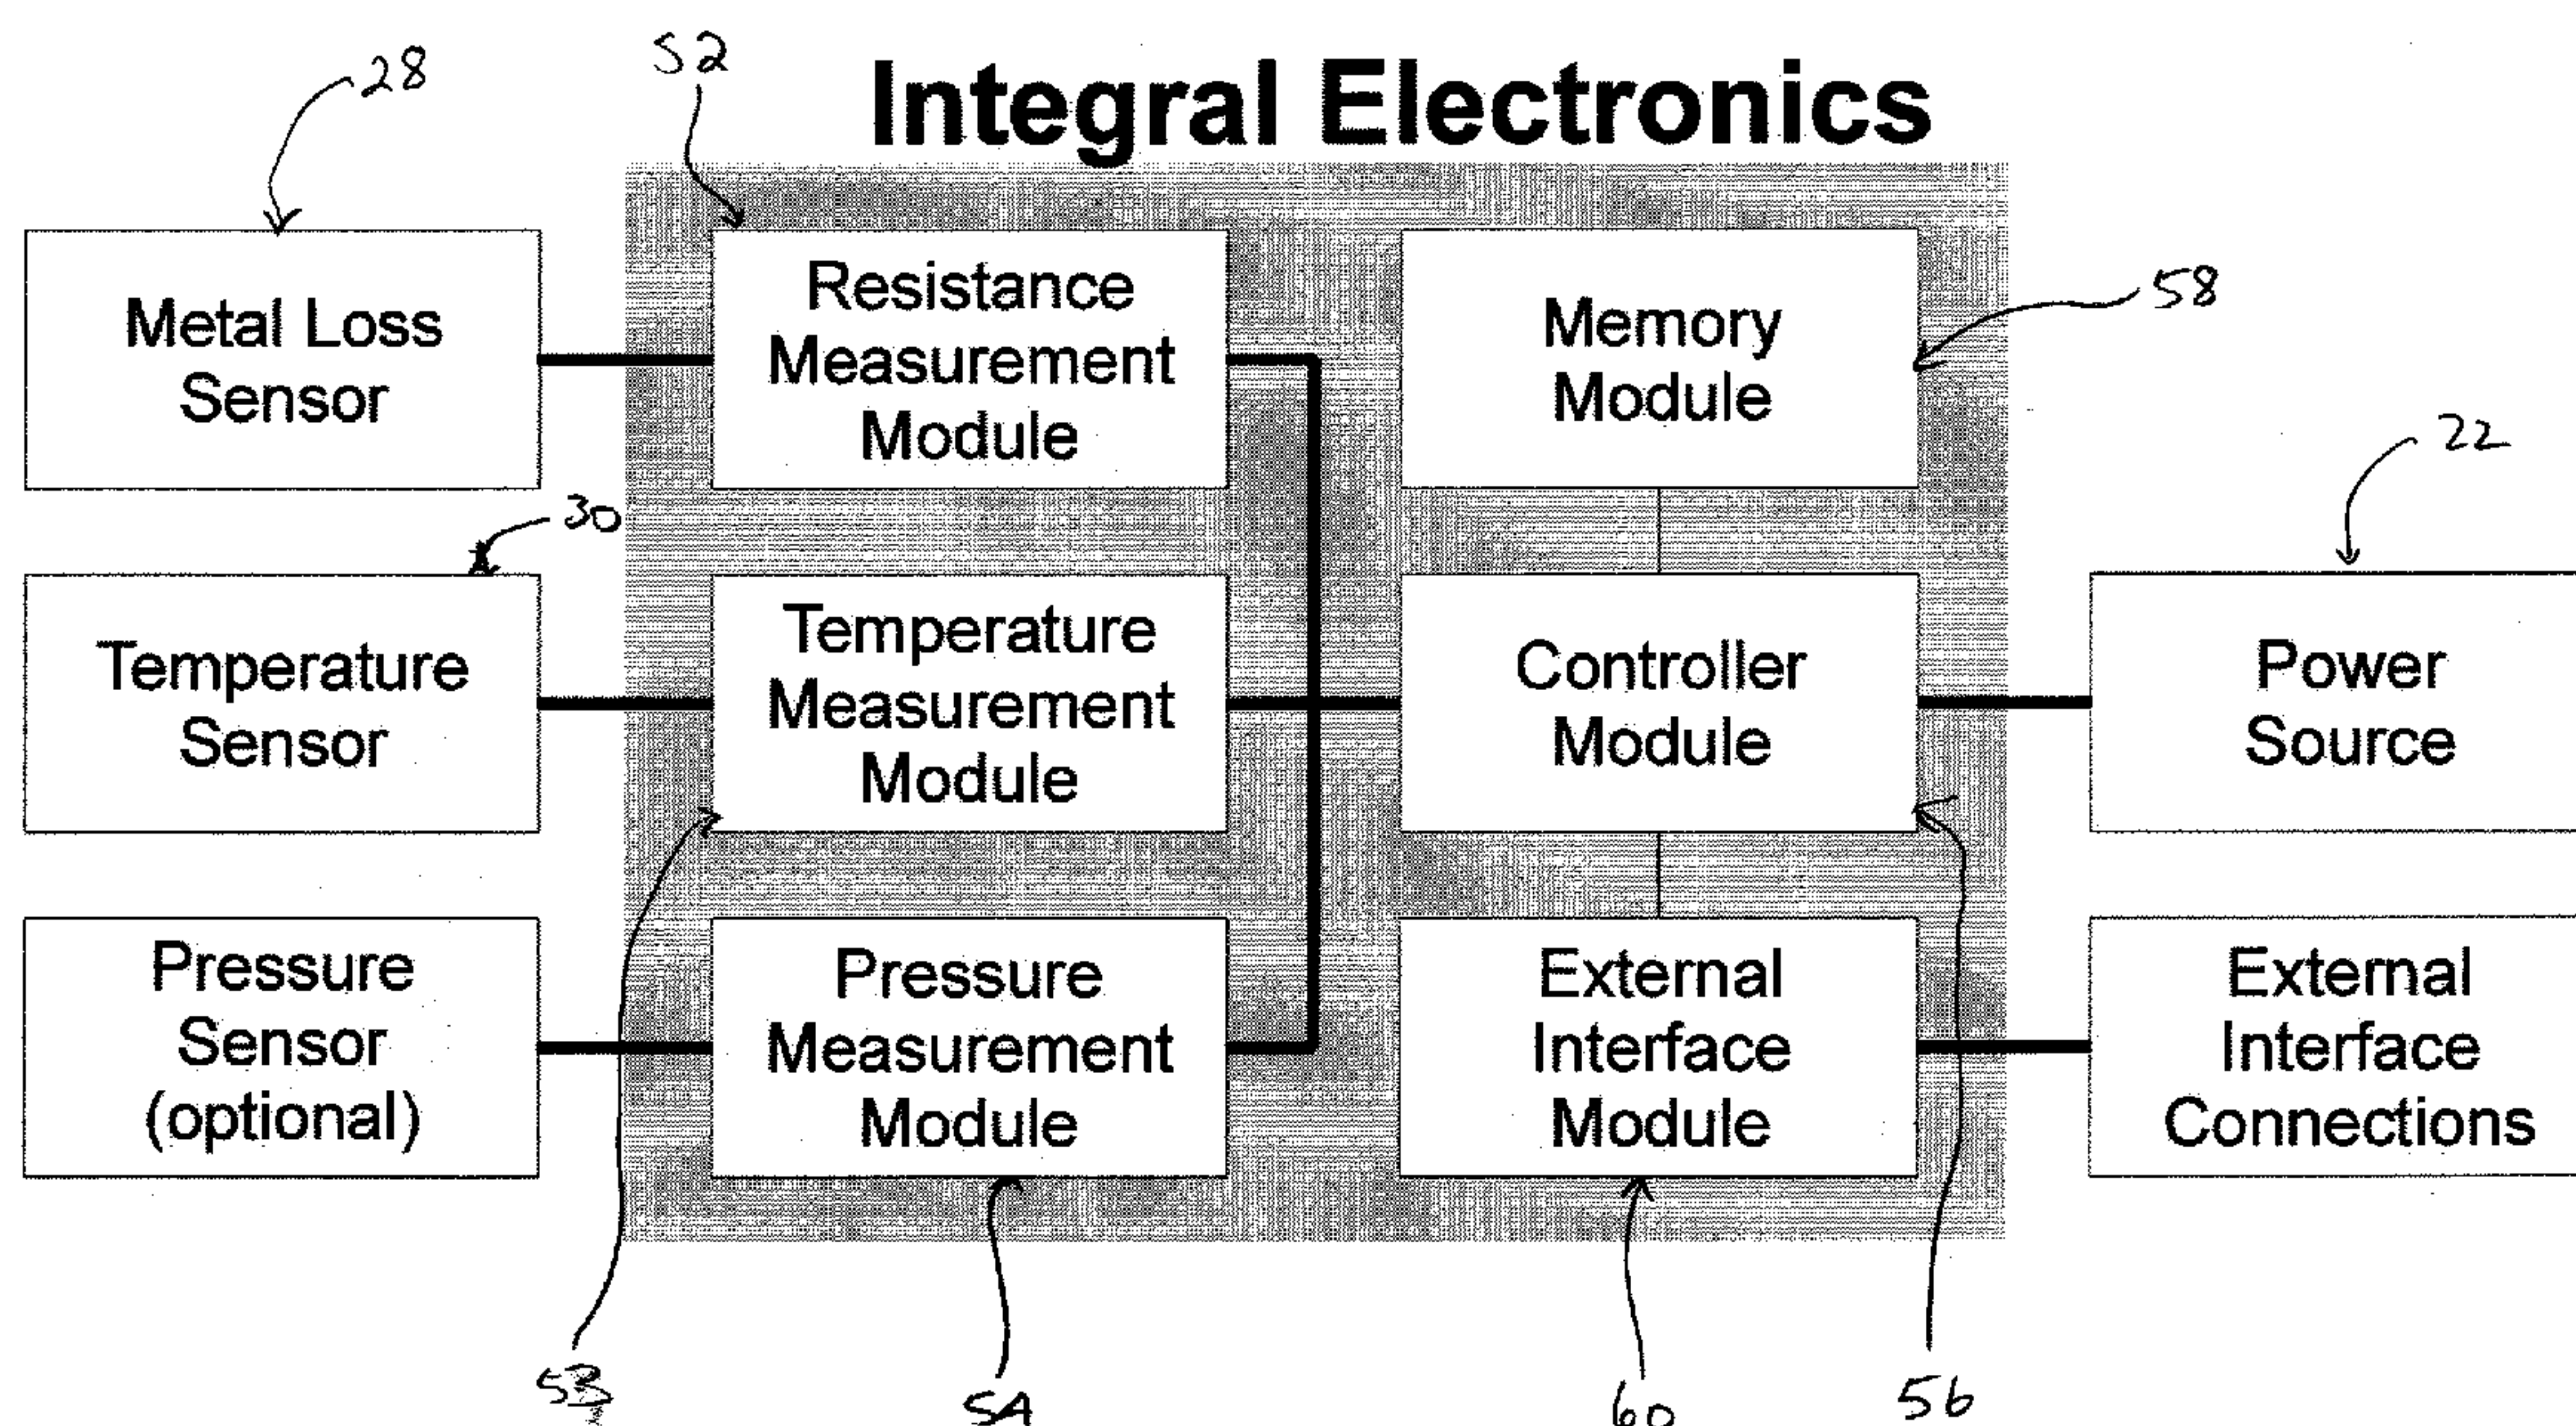 28
52
Integral Electronics
Metal Loss
Sensor
Resistance
Measurement
Module
Memory
Module
58
22
30
Temperature
Sensor
Temperature
Measurement
Module
Controller
Module
Power
Source
Pressure
Sensor
(optional)
Pressure
Measurement
Module
External
Interface
Module
External
Interface
Connections
53
54
60
56